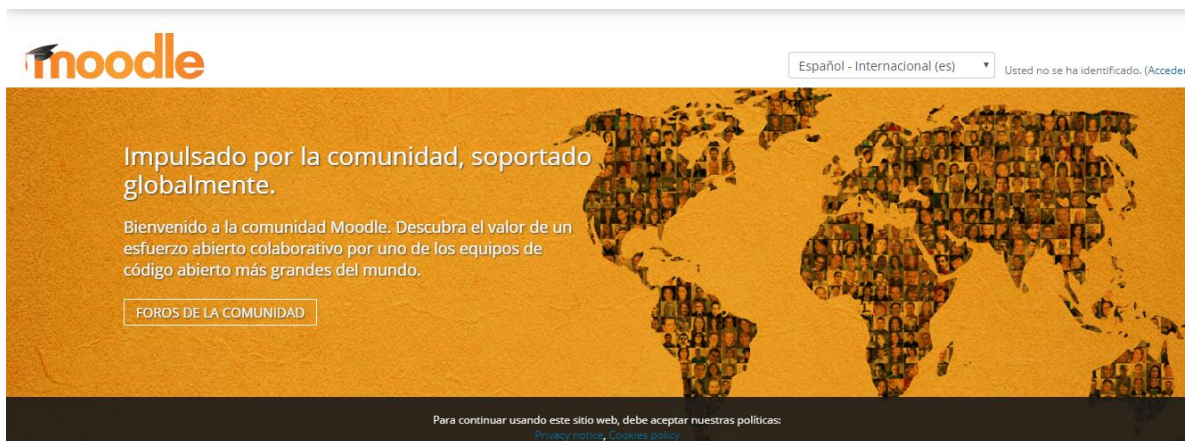 moodle
Español - Internacional (es)
Usted no se ha identificado. (Acceder
Impulsado por la comunidad, soportado
globalmente.
Bienvenido a la comunidad Moodle. Descubra el valor de un
esfuerzo abierto colaborativo por uno de los equipos de
código abierto más grandes del mundo.
FOROS DE LA COMUNIDAD
Para continuar usando este sitio web, debe aceptar nuestras políticas:
Privacy notice, Cookies policy